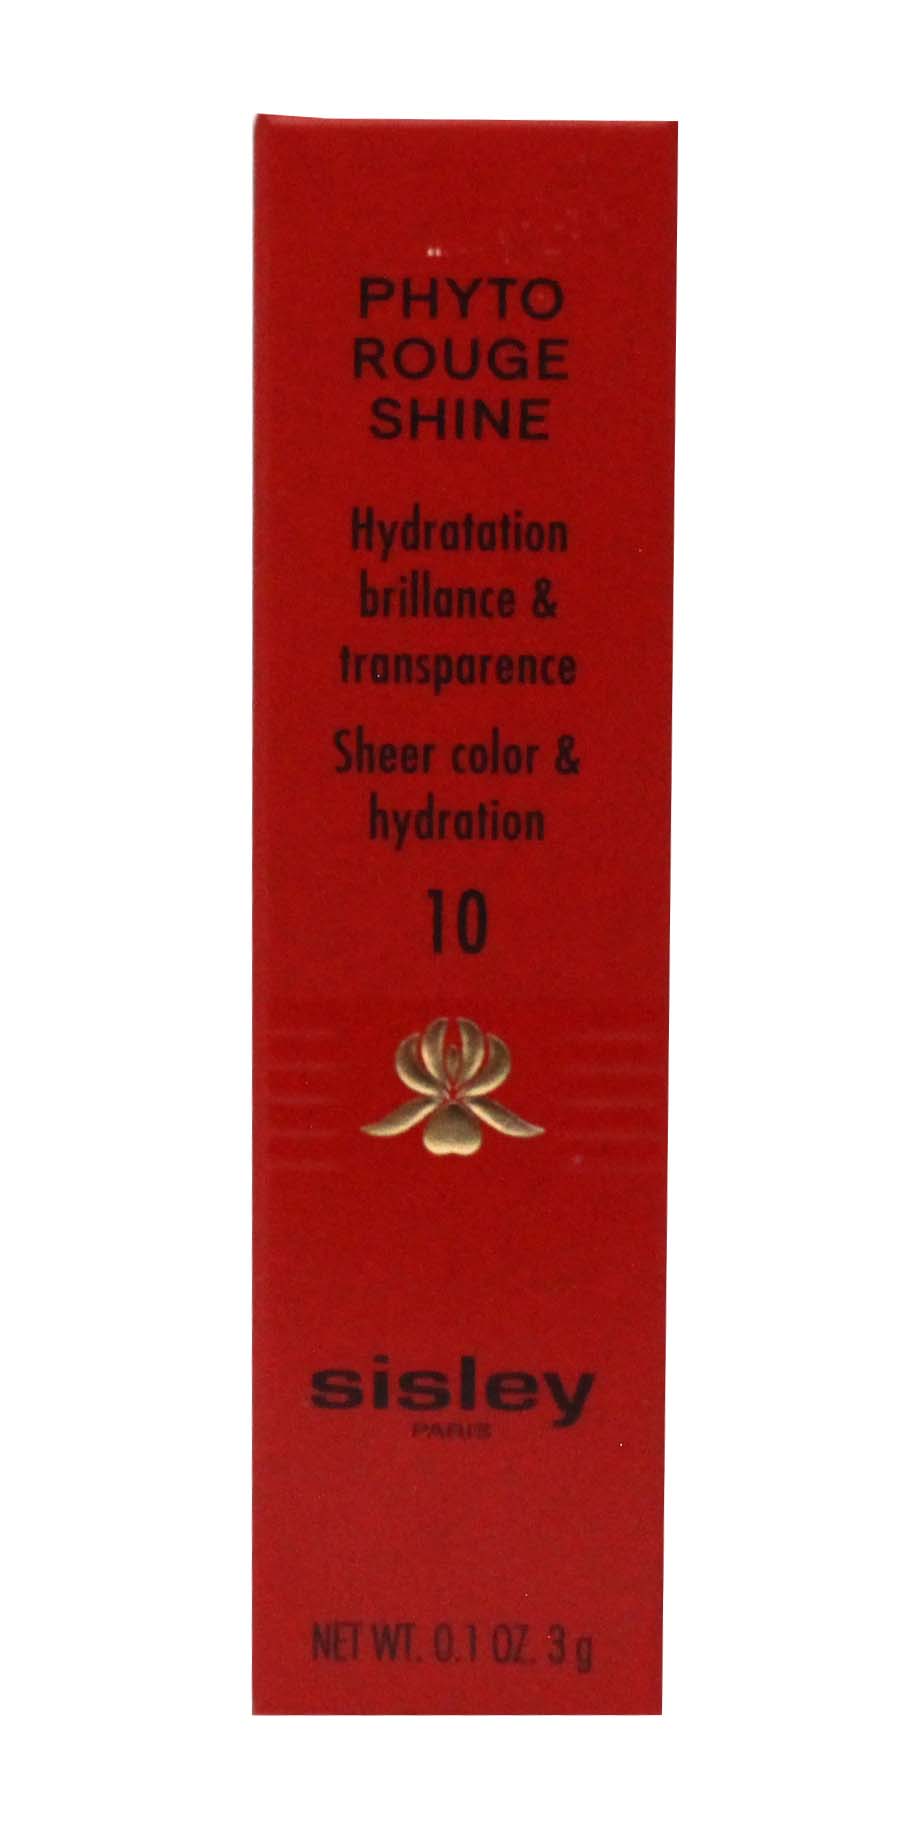 PHYTO
ROUGE
SHINE
Hydratation
brillance &
transparence
Sheer color &
hydration
10
sisley
PARIS
NET WT. 0.1 OZ. 3 g